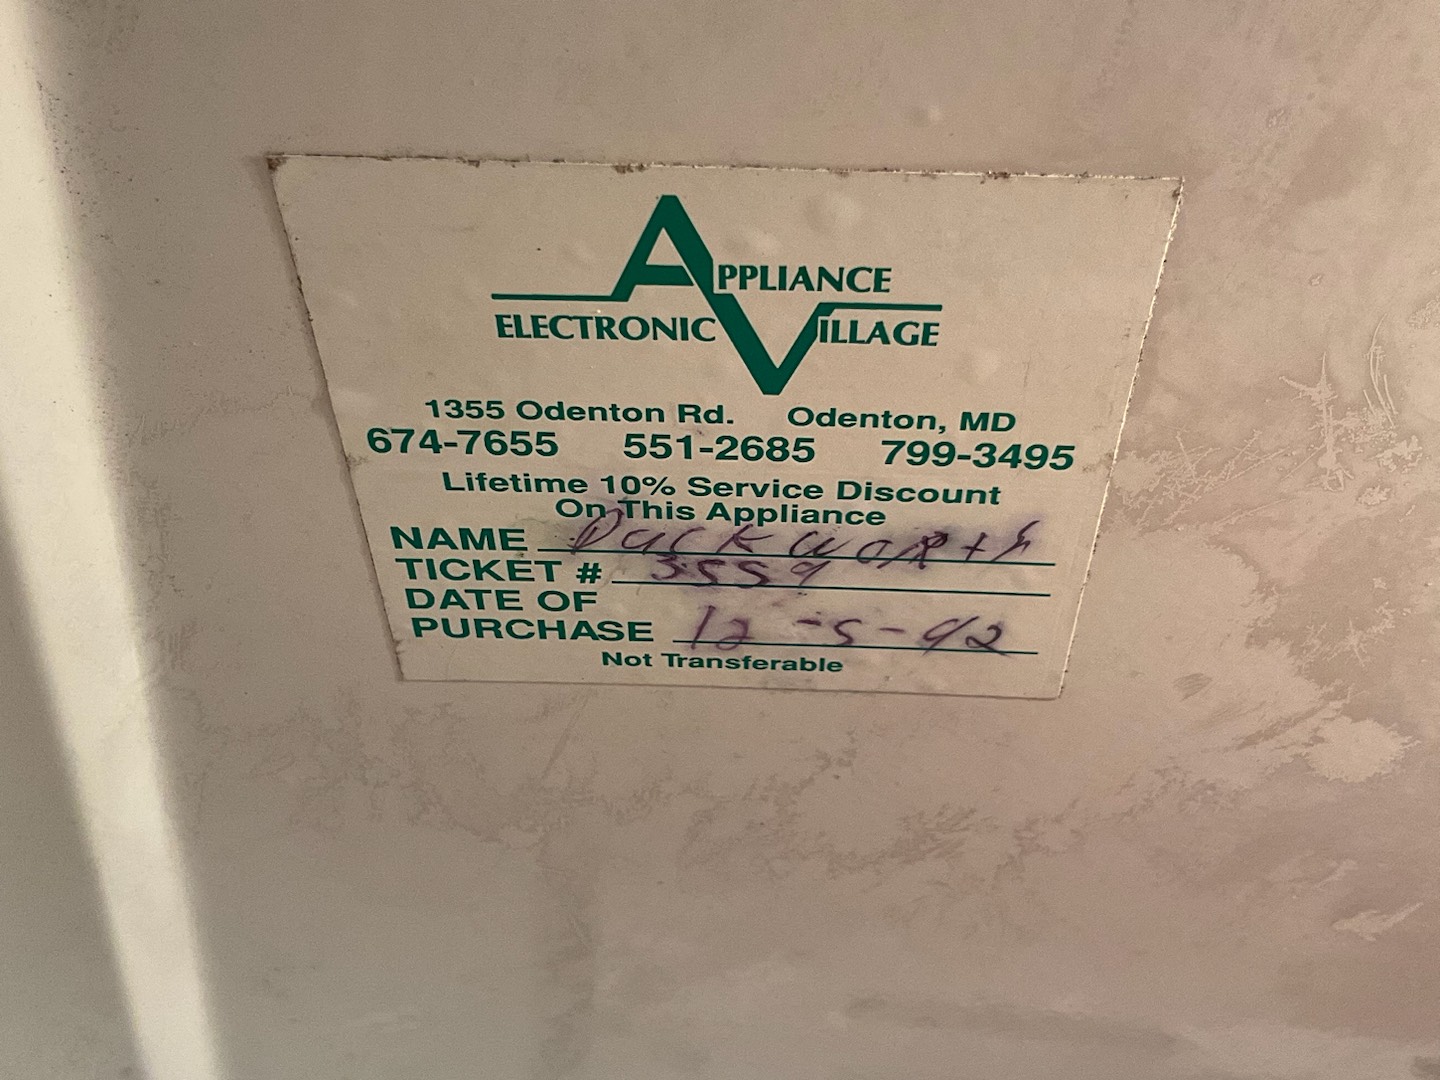 APPLIANCE
ELECTRONIC VILLAGE
1355 Odenton Rd. Odenton, MD
674-7655 551-2685 799-3495
Lifetime 10% Service Discount
On This Appliance
NAME Duckworth
TICKET # 3559
DATE OF
PURCHASE 12-5-92
Not Transferable